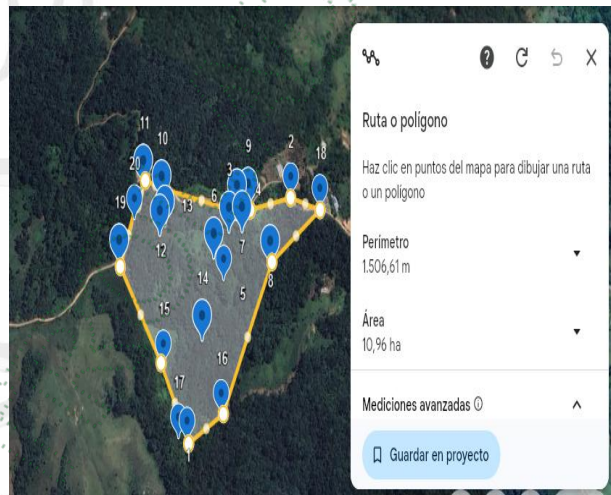 11
10
9
2
20
3
18
19
6
4
13
12
7
14
8
5
15
16
17
1
Ruta o polígono
Haz clic en puntos del mapa para dibujar una ruta
o un polígono
Perímetro
1.506,61 m
Área
10,96 ha
Mediciones avanzadas
Guardar en proyecto